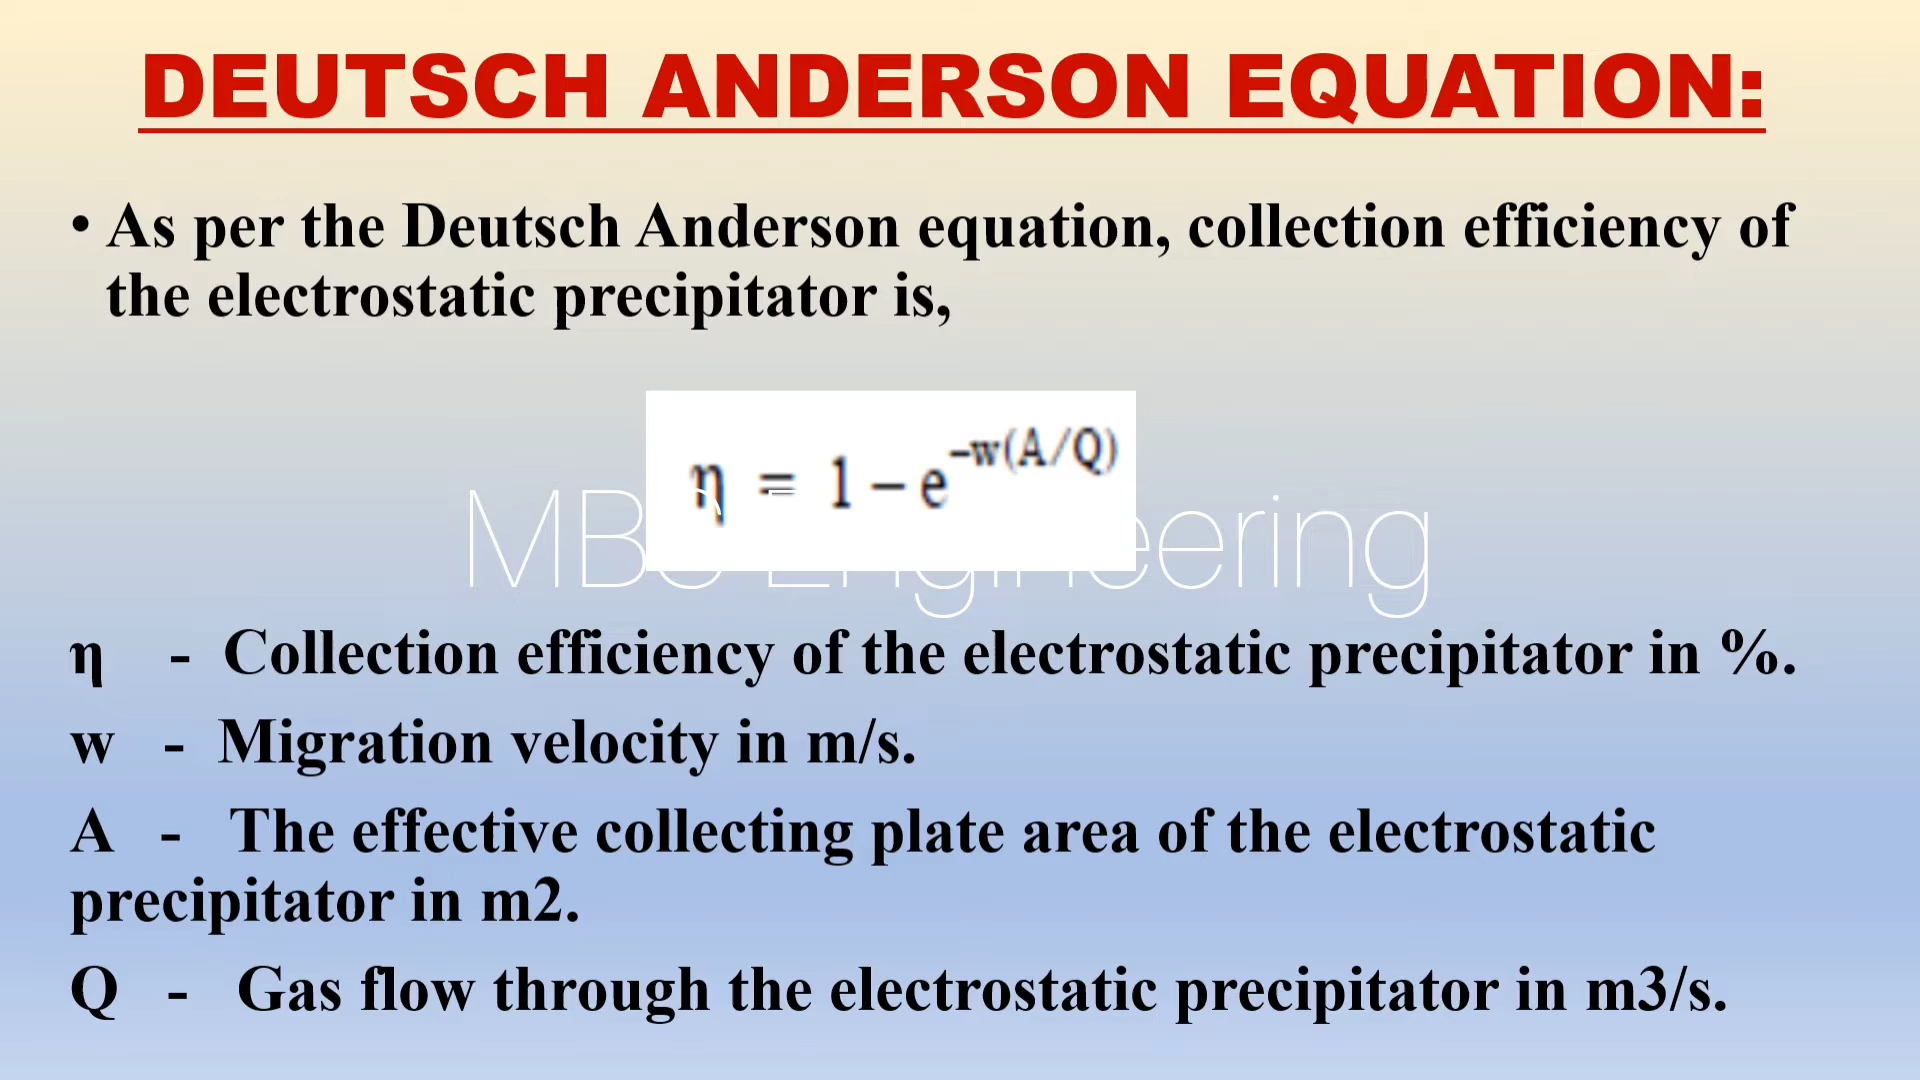 DEUTSCH ANDERSON EQUATION:
• As per the Deutsch Anderson equation, collection efficiency of
the electrostatic precipitator is,
η = 1 – e^–w(A/Q)
η - Collection efficiency of the electrostatic precipitator in %.
w - Migration velocity in m/s.
A - The effective collecting plate area of the electrostatic
precipitator in m2.
Q - Gas flow through the electrostatic precipitator in m3/s.